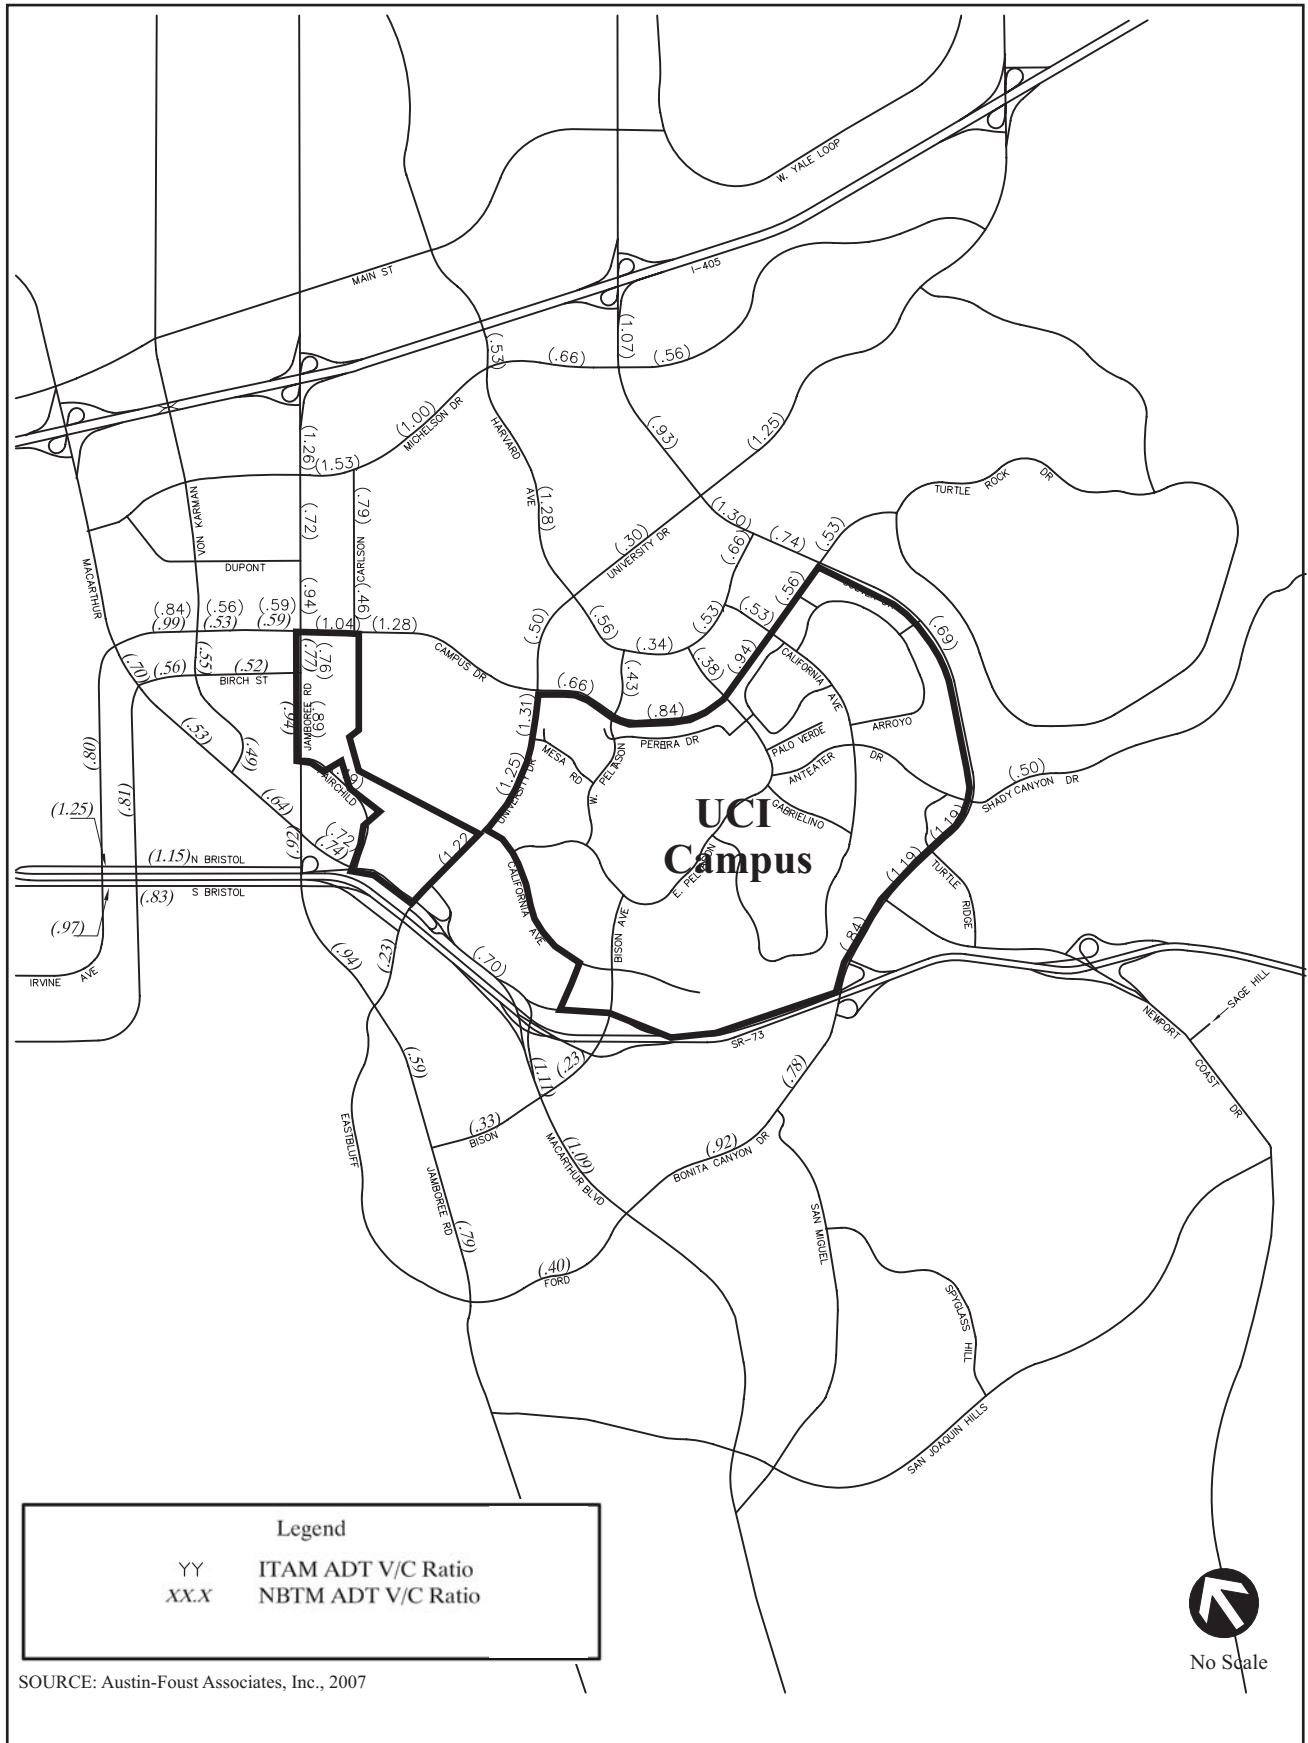 W. YALE LOOP
I-405
MAIN ST
(.53)
(1.07)
(.66)
(.56)
(1.00)
MICHELSON DR
(.93)
(1.25)
(1.26)
(1.53)
HARVARD
AVE
(1.28)
TURTLE ROCK DR
VON KARMAN
(.72)
(.79)
CARLSON
(.30)
UNIVERSITY DR
(1.30)
(.74)
(.53)
(.66)
DUPONT
MACARTHUR
(.94)
(.46)
(.56)
(.84)
(.56)
(.59)
(.99)
(.53)
(.59)
(1.04)
(1.28)
(.50)
(.56)
(.34)
(.53)
(.53)
(.69)
(.77)
(.76)
CAMPUS DR
(.38)
(.94)
CALIFORNIA AVE
(.70)
(.56)
(.55)
(.52)
BIRCH ST
(.66)
(.43)
(.84)
JAMBOREE RD
(.94)
(.89)
(1.31)
ARROYO
PALO VERDE
(.53)
(.49)
MESA RD
W. PELTASON
ANTEATER DR
(.80)
(.81)
(.64)
FAIRCHILD
(1.25)
UNIVERSITY DR
GABRIELINO
(.50)
SHADY CANYON DR
(1.25)
UCI
Campus
(1.19)
(.72)
(.74)
(.26)
(1.22)
(1.15)
N BRISTOL
(.83)
S BRISTOL
(.97)
CALIFORNIA AVE
E. PELTASON
(1.19)
TURTLE RIDGE
BISON AVE
(.84)
(.94)
(.23)
(.70)
IRVINE AVE
SAGE HILL
NEWPORT COAST DR
SR-73
(.59)
(1.11)
(.23)
(.78)
EASTBLUFF
(.33)
BISON
MACARTHUR BLVD
(1.09)
(.92)
BONITA CANYON DR
JAMBOREE RD
(.79)
SAN MIGUEL
(.40)
FORD
SPYGLASS HILL
SAN JOAQUIN HILLS
Legend
YY ITAM ADT V/C Ratio
XX.X NBTM ADT V/C Ratio
No Scale
SOURCE: Austin-Foust Associates, Inc., 2007